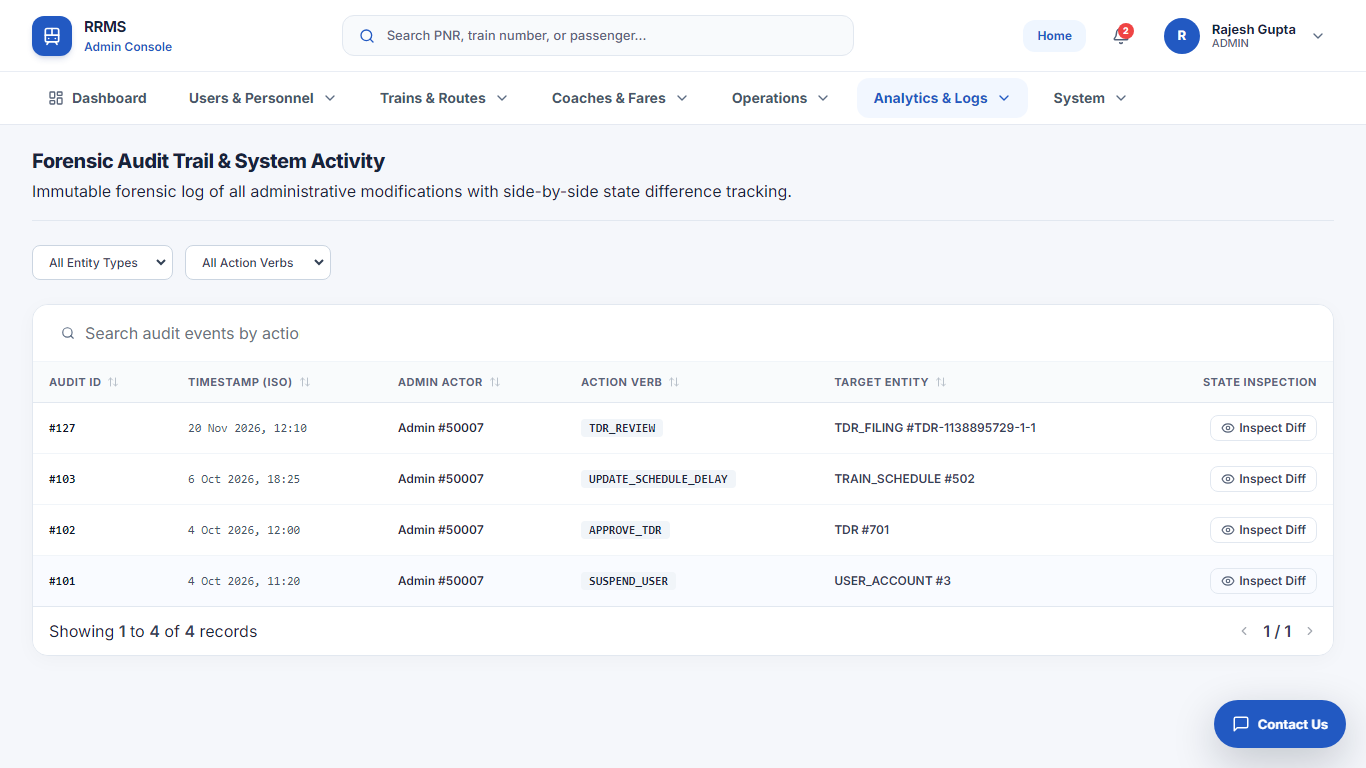 RRMS
Admin Console
Search PNR, train number, or passenger...
Home
2
R
Rajesh Gupta
ADMIN
Dashboard
Users & Personnel
Trains & Routes
Coaches & Fares
Operations
Analytics & Logs
System
Forensic Audit Trail & System Activity
Immutable forensic log of all administrative modifications with side-by-side state difference tracking.
All Entity Types
All Action Verbs
Search audit events by actio
AUDIT ID TIMESTAMP (ISO) ADMIN ACTOR ACTION VERB TARGET ENTITY STATE INSPECTION
#127 20 Nov 2026, 12:10 Admin #50007 TDR_REVIEW TDR_FILING #TDR-1138895729-1-1 Inspect Diff
#103 6 Oct 2026, 18:25 Admin #50007 UPDATE_SCHEDULE_DELAY TRAIN_SCHEDULE #502 Inspect Diff
#102 4 Oct 2026, 12:00 Admin #50007 APPROVE_TDR TDR #701 Inspect Diff
#101 4 Oct 2026, 11:20 Admin #50007 SUSPEND_USER USER_ACCOUNT #3 Inspect Diff
Showing 1 to 4 of 4 records
1 / 1
Contact Us